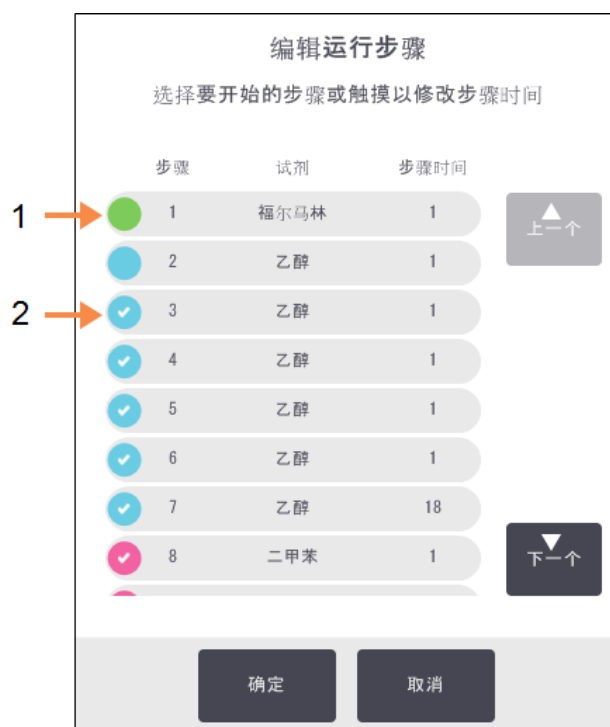 编辑运行步骤
选择要开始的步骤或触摸以修改步骤时间
步骤 试剂 步骤时间
1 1 福尔马林 1 上一个
2 乙醇 1
2 3 乙醇 1
4 乙醇 1
5 乙醇 1
6 乙醇 1
7 乙醇 18
8 二甲苯 1 下一个
确定 取消